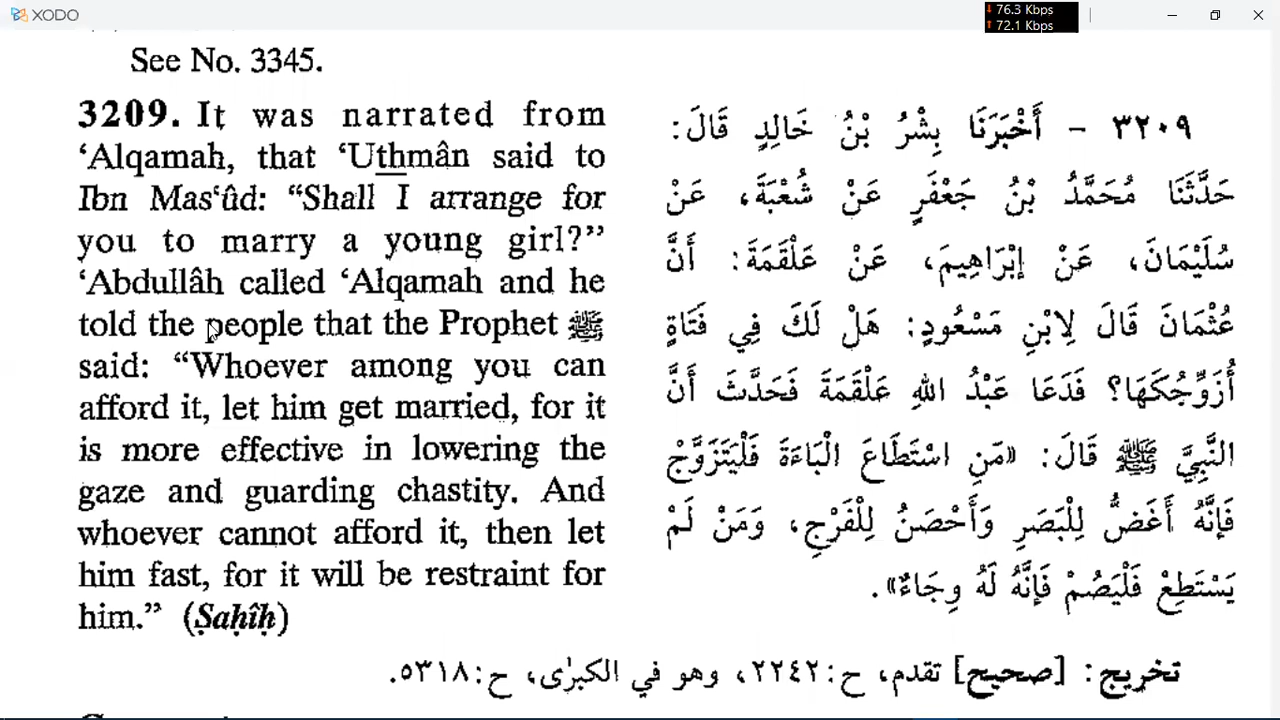 XODO
76.3 Kbps
72.1 Kbps
See No. 3345.
3209. It was narrated from
‘Alqamah, that ‘Uthmân said to
Ibn Mas‘ûd: “Shall I arrange for
you to marry a young girl?”
‘Abdullâh called ‘Alqamah and he
told the people that the Prophet ﷺ
said: “Whoever among you can
afford it, let him get married, for it
is more effective in lowering the
gaze and guarding chastity. And
whoever cannot afford it, then let
him fast, for it will be restraint for
him.” (Ṣaḥîḥ)
٣٢٠٩ - أَخْبَرَنَا بِشْرُ بْنُ خَالِدٍ قَالَ:
حَدَّثَنَا مُحَمَّدُ بْنُ جَعْفَرٍ عَنْ شُعْبَةَ، عَنْ
سُلَيْمَانَ، عَنْ إِبْرَاهِيمَ، عَنْ عَلْقَمَةَ: أَنَّ
عُثْمَانَ قَالَ لِابْنِ مَسْعُودٍ: هَلْ لَكَ فِي فَتَاةٍ
أُزَوِّجُكَهَا؟ فَدَعَا عَبْدُ اللهِ عَلْقَمَةَ فَحَدَّثَ أَنَّ
النَّبِيَّ ﷺ قَالَ: «مَنِ اسْتَطَاعَ الْبَاءَةَ فَلْيَتَزَوَّجْ
فَإِنَّهُ أَغَضُّ لِلْبَصَرِ وَأَحْصَنُ لِلْفَرْجِ، وَمَنْ لَمْ
يَسْتَطِعْ فَلْيَصُمْ فَإِنَّهُ لَهُ وِجَاءٌ».
تخريج: [صحيح] تقدم، ح:٢٢٤٢، وهو في الكبرٰى، ح:٥٣١٨.